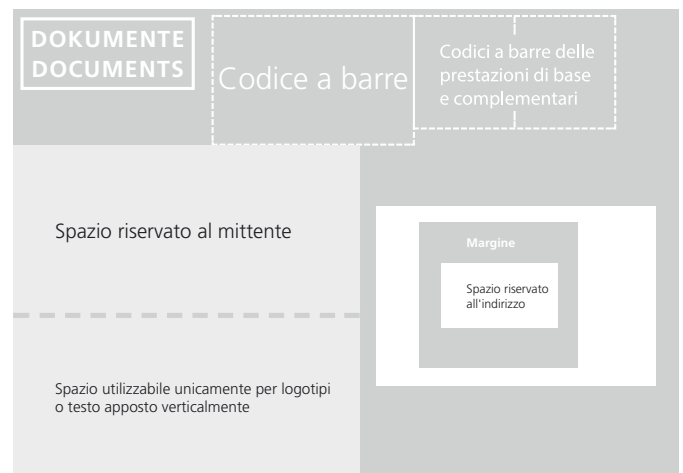 DOKUMENTE
DOCUMENTS
Codice a barre
Codici a barre delle
prestazioni di base
e complementari
Spazio riservato al mittente
Margine
Spazio riservato
all'indirizzo
Spazio utilizzabile unicamente per logotipi
o testo apposto verticalmente